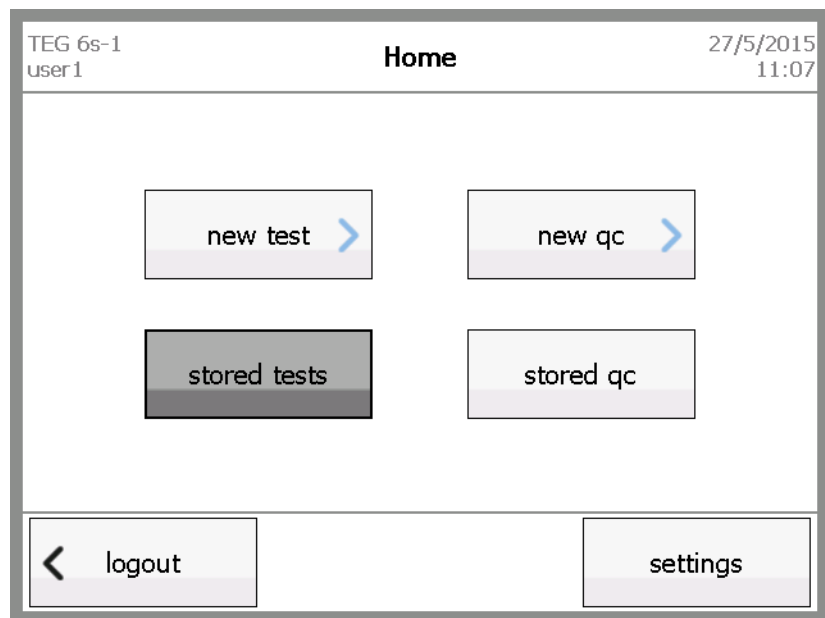 TEG 6s-1
user1
Home
27/5/2015
11:07
new test
new qc
stored tests
stored qc
logout
settings